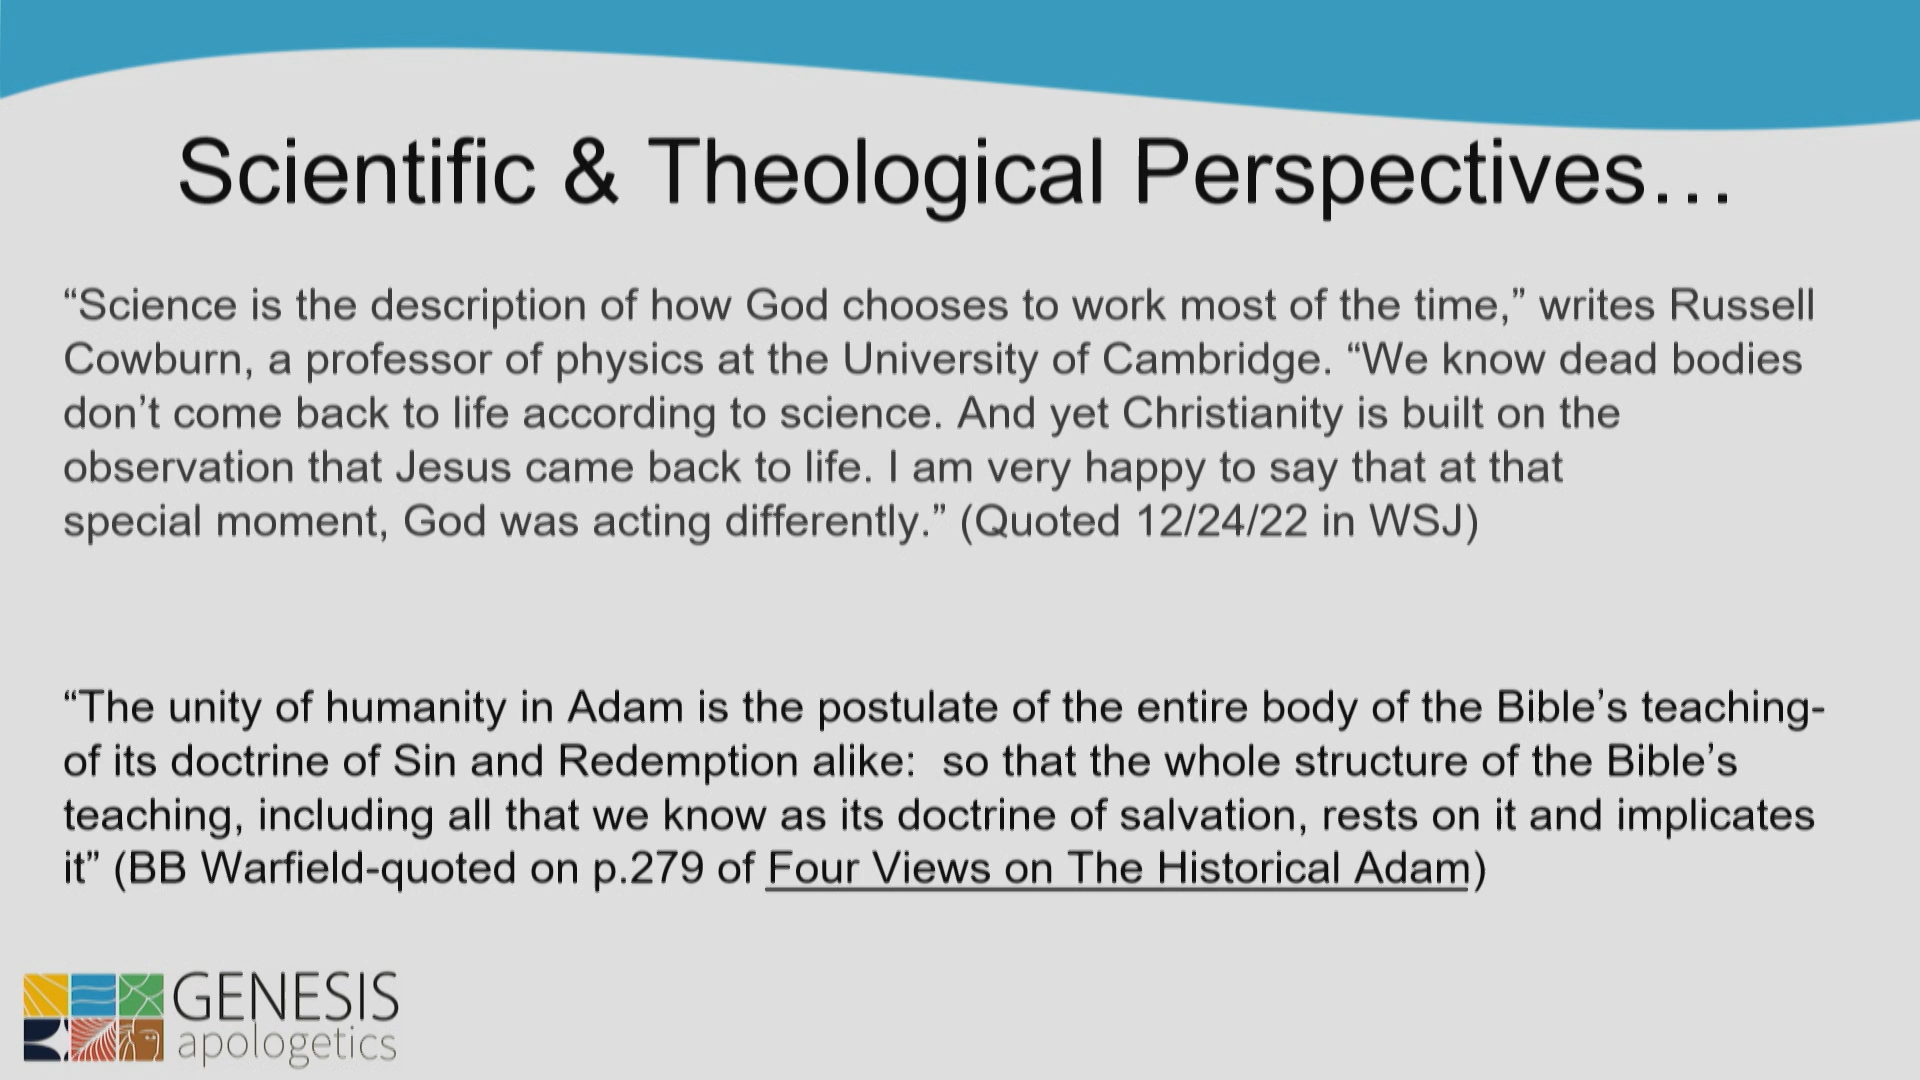 Scientific & Theological Perspectives…
“Science is the description of how God chooses to work most of the time,” writes Russell
Cowburn, a professor of physics at the University of Cambridge. “We know dead bodies
don’t come back to life according to science. And yet Christianity is built on the
observation that Jesus came back to life. I am very happy to say that at that
special moment, God was acting differently.” (Quoted 12/24/22 in WSJ)
“The unity of humanity in Adam is the postulate of the entire body of the Bible’s teaching-
of its doctrine of Sin and Redemption alike:  so that the whole structure of the Bible’s
teaching, including all that we know as its doctrine of salvation, rests on it and implicates
it” (BB Warfield-quoted on p.279 of Four Views on The Historical Adam)
GENESIS
apologetics